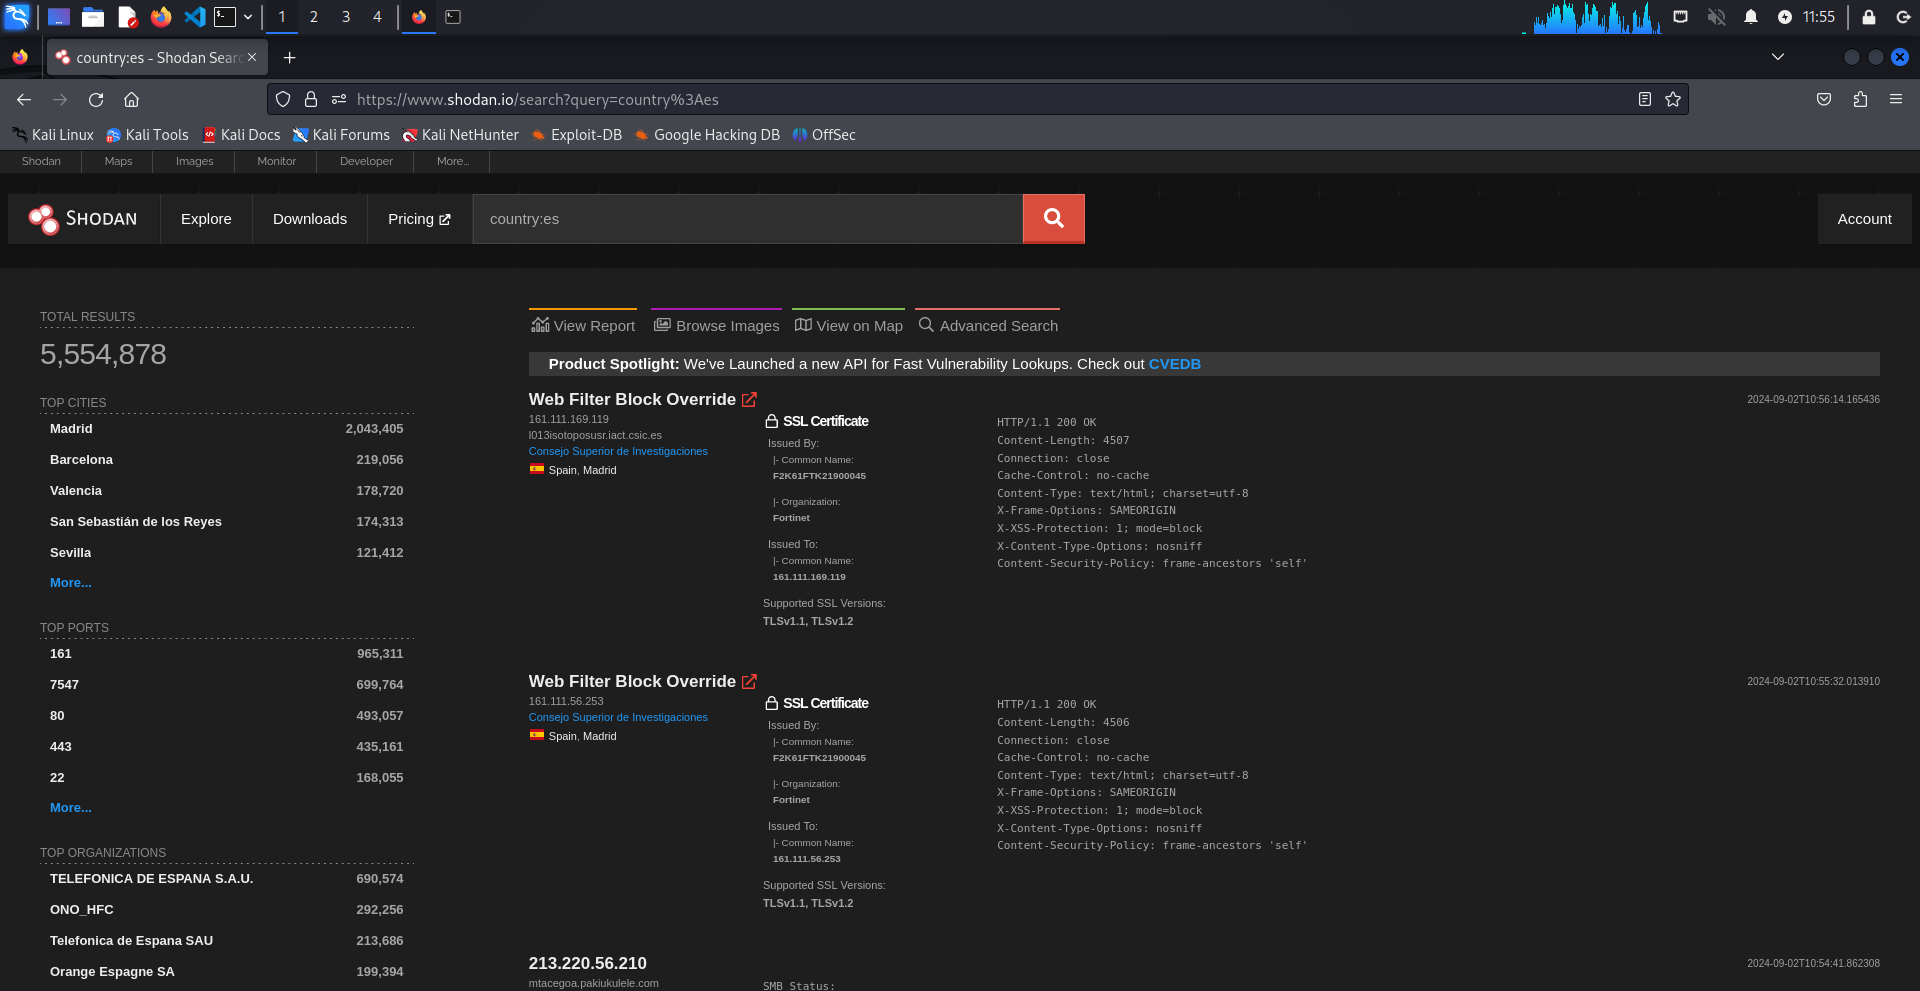 1 2 3 4 11:55
country:es - Shodan Sear
https://www.shodan.io/search?query=country%3Aes
Kali Linux Kali Tools Kali Docs Kali Forums Kali NetHunter Exploit-DB Google Hacking DB OffSec
Shodan Maps Images Monitor Developer More...
SHODAN Explore Downloads Pricing country:es Account
TOTAL RESULTS
5,554,878
TOP CITIES
Madrid 2,043,405
Barcelona 219,056
Valencia 178,720
San Sebastián de los Reyes 174,313
Sevilla 121,412
More...
TOP PORTS
161 965,311
7547 699,764
80 493,057
443 435,161
22 168,055
More...
TOP ORGANIZATIONS
TELEFONICA DE ESPANA S.A.U. 690,574
ONO_HFC 292,256
Telefonica de Espana SAU 213,686
Orange Espagne SA 199,394
View Report Browse Images View on Map Advanced Search
Product Spotlight: We've Launched a new API for Fast Vulnerability Lookups. Check out CVEDB
Web Filter Block Override 2024-09-02T10:56:14.165436
161.111.169.119
l013isotoposusr.iact.csic.es
Consejo Superior de Investigaciones
Spain, Madrid
SSL Certificate
Issued By:
|- Common Name:
F2K61FTK21900045
|- Organization:
Fortinet
Issued To:
|- Common Name:
161.111.169.119
Supported SSL Versions:
TLSv1.1, TLSv1.2
HTTP/1.1 200 OK
Content-Length: 4507
Connection: close
Cache-Control: no-cache
Content-Type: text/html; charset=utf-8
X-Frame-Options: SAMEORIGIN
X-XSS-Protection: 1; mode=block
X-Content-Type-Options: nosniff
Content-Security-Policy: frame-ancestors 'self'
Web Filter Block Override 2024-09-02T10:55:32.013910
161.111.56.253
Consejo Superior de Investigaciones
Spain, Madrid
SSL Certificate
Issued By:
|- Common Name:
F2K61FTK21900045
|- Organization:
Fortinet
Issued To:
|- Common Name:
161.111.56.253
Supported SSL Versions:
TLSv1.1, TLSv1.2
HTTP/1.1 200 OK
Content-Length: 4506
Connection: close
Cache-Control: no-cache
Content-Type: text/html; charset=utf-8
X-Frame-Options: SAMEORIGIN
X-XSS-Protection: 1; mode=block
X-Content-Type-Options: nosniff
Content-Security-Policy: frame-ancestors 'self'
213.220.56.210 2024-09-02T10:54:41.862308
mtacegoa.pakiukulele.com
SMB Status: